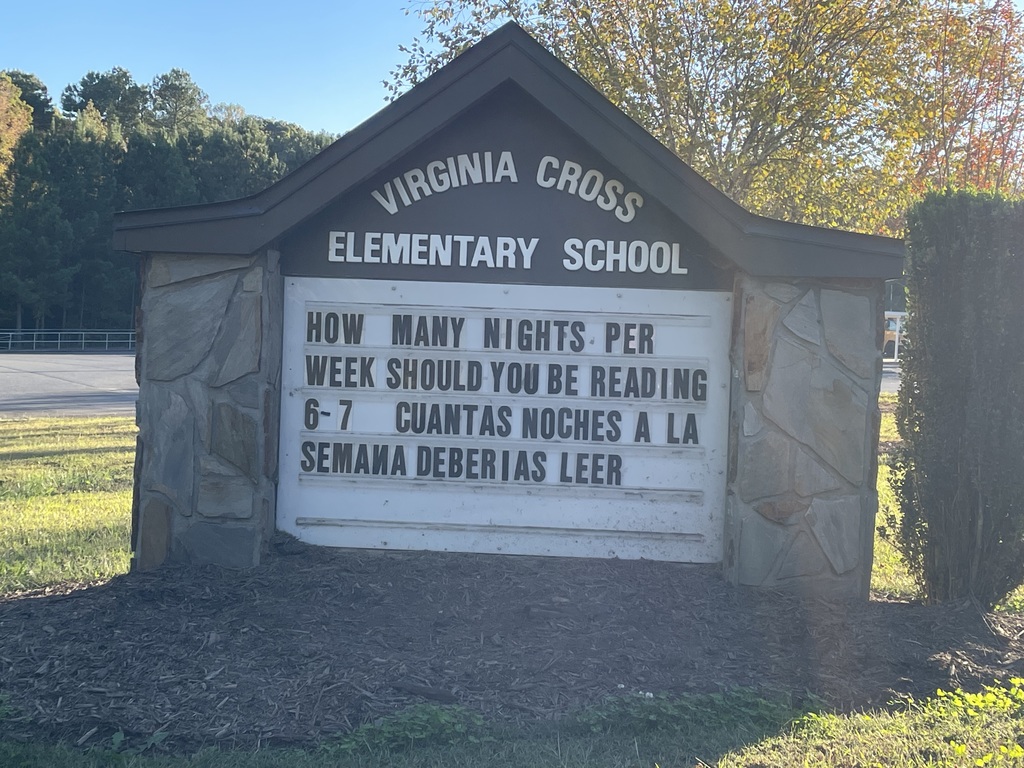 VIRGINIA CROSS
ELEMENTARY SCHOOL
HOW MANY NIGHTS PER
WEEK SHOULD YOU BE READING
6-7 CUANTAS NOCHES A LA
SEMANA DEBERIAS LEER